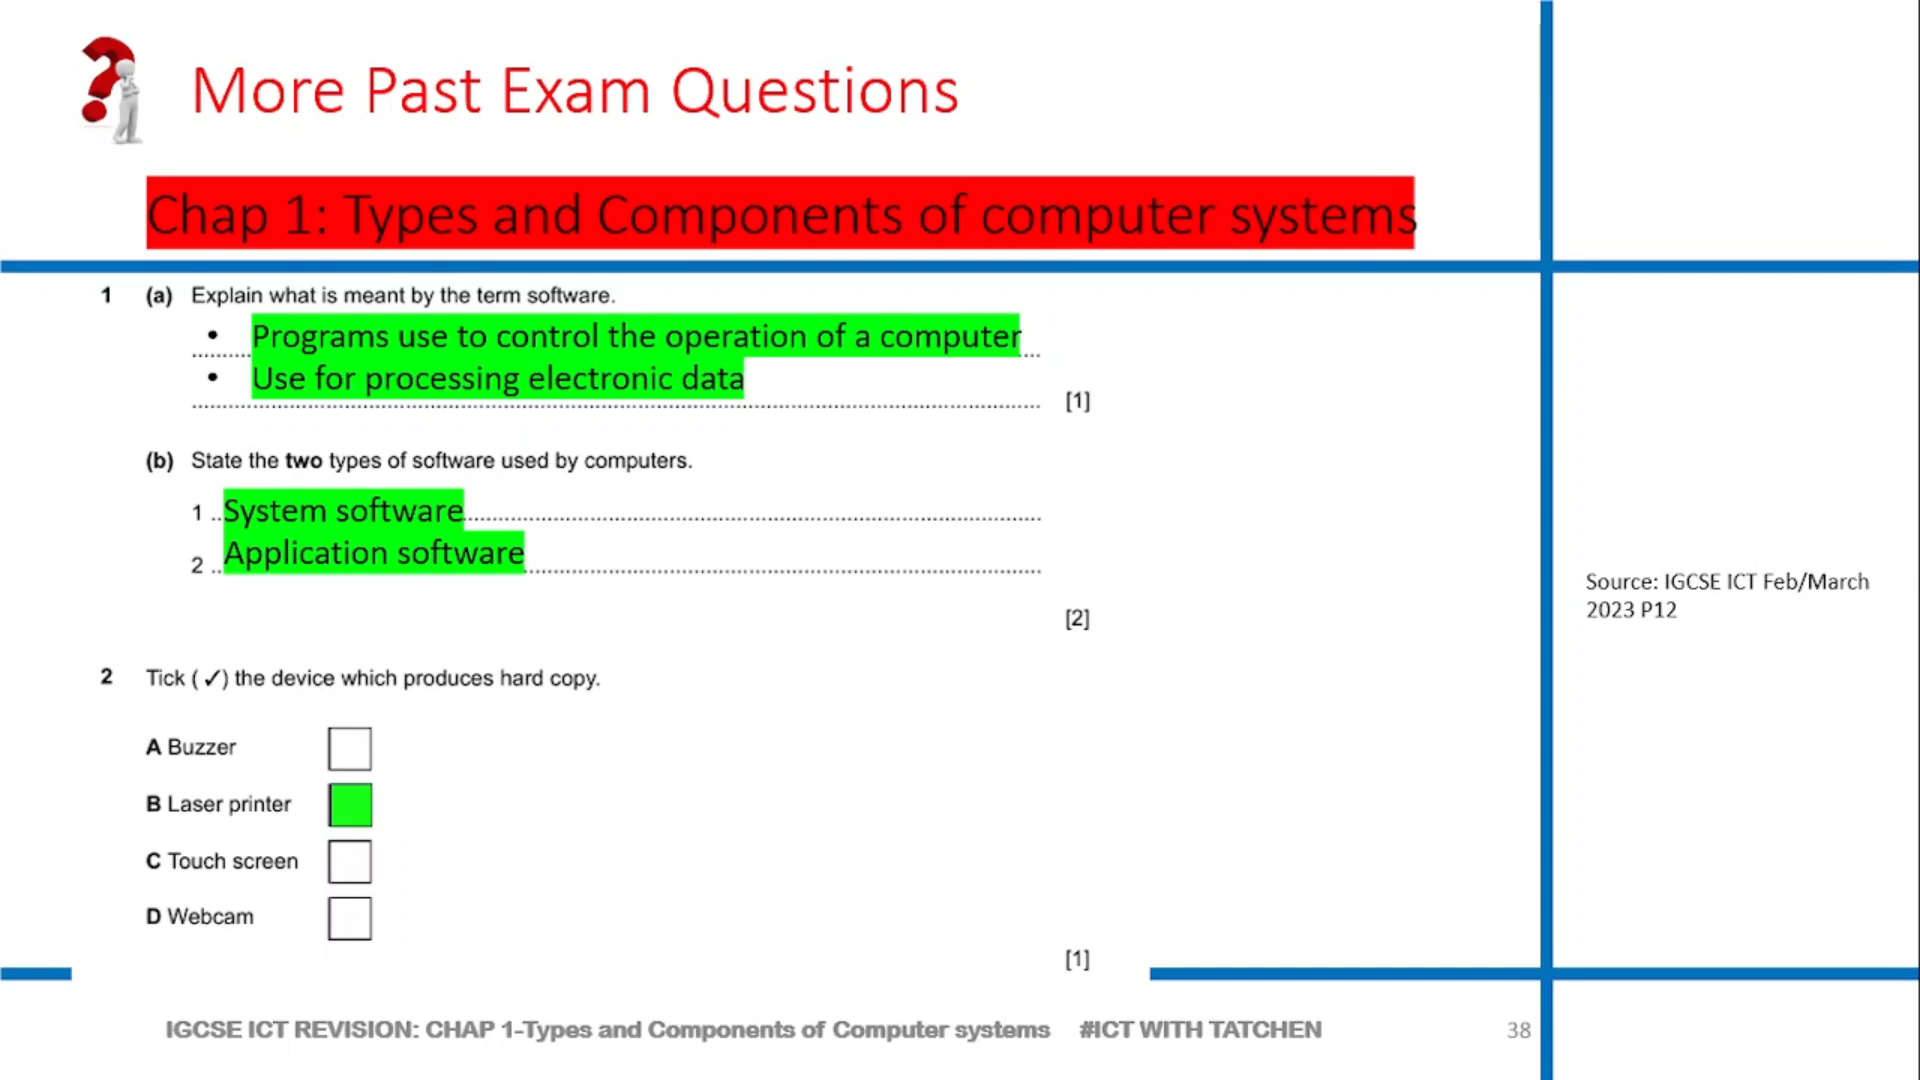 More Past Exam Questions
Chap 1: Types and Components of computer systems
1 (a) Explain what is meant by the term software.
• Programs use to control the operation of a computer
• Use for processing electronic data
[1]
(b) State the two types of software used by computers.
1 System software
2 Application software
[2]
Source: IGCSE ICT Feb/March
2023 P12
2 Tick (✓) the device which produces hard copy.
A Buzzer
B Laser printer
C Touch screen
D Webcam
[1]
IGCSE ICT REVISION: CHAP 1-Types and Components of Computer systems #ICT WITH TATCHEN 38